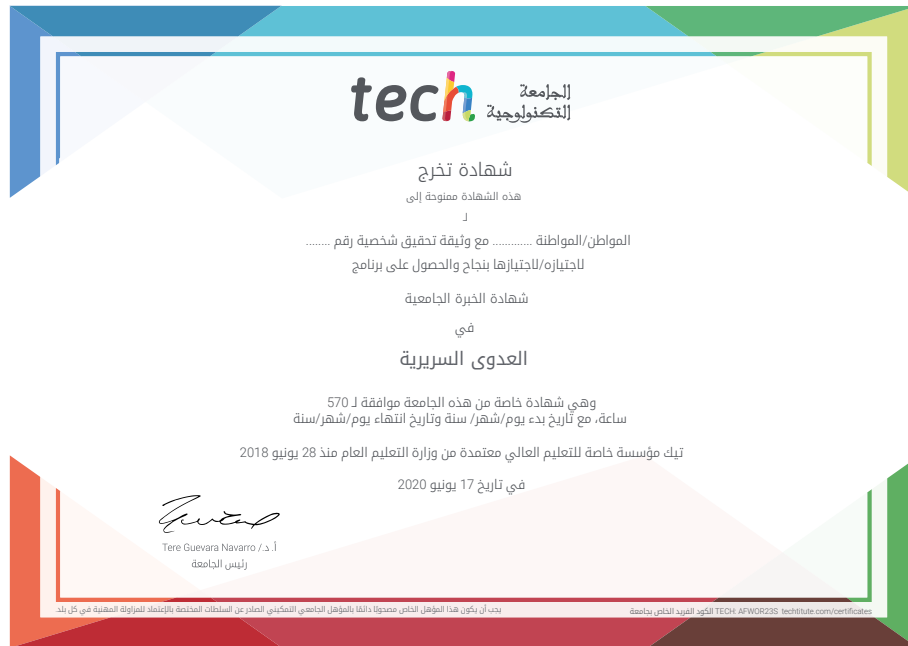 tech
الجامعة
التكنولوجية
شهادة تخرج
هذه الشهادة ممنوحة إلى
لـ
المواطن/المواطنة ............. مع وثيقة تحقيق شخصية رقم ........
لاجتيازه/لاجتيازها بنجاح والحصول على برنامج
شهادة الخبرة الجامعية
في
العدوى السريرية
وهي شهادة خاصة من هذه الجامعة موافقة لـ 570
ساعة، مع تاريخ بدء يوم/شهر/ سنة وتاريخ انتهاء يوم/شهر/سنة
تيك مؤسسة خاصة للتعليم العالي معتمدة من وزارة التعليم العام منذ 28 يونيو 2018
في تاريخ 17 يونيو 2020
أ.د./ Tere Guevara Navarro
رئيس الجامعة
الكود الفريد الخاص بجامعة TECH: AFWOR23S: techtitute.com/certificates
يجب أن يكون هذا المؤهل الخاص مصحوبًا دائمًا بالمؤهل الجامعي التمكيني الصادر عن السلطات المختصة بالإعتماد للمزاولة المهنية في كل بلد.